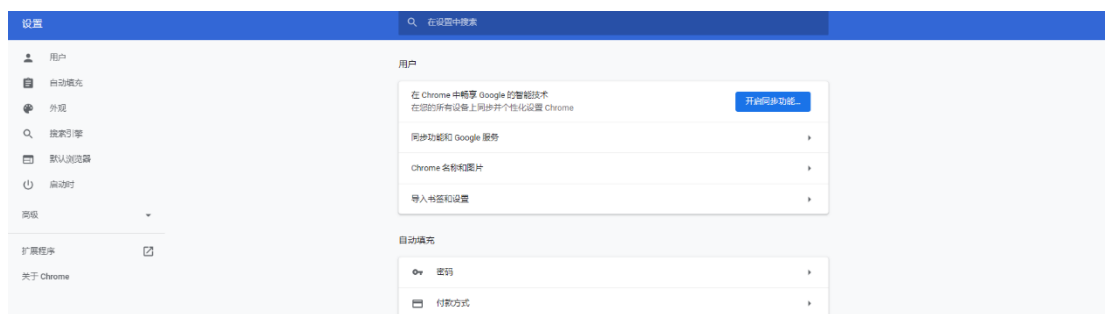 设置
在设置中搜索
用户
自动填充
外观
搜索引擎
默认浏览器
启动时
高级
扩展程序
关于 Chrome
用户
在 Chrome 中畅享 Google 的智能技术
在您的所有设备上同步并个性化设置 Chrome
开启同步功能...
同步功能和 Google 服务
Chrome 名称和图片
导入书签和设置
自动填充
密码
付款方式